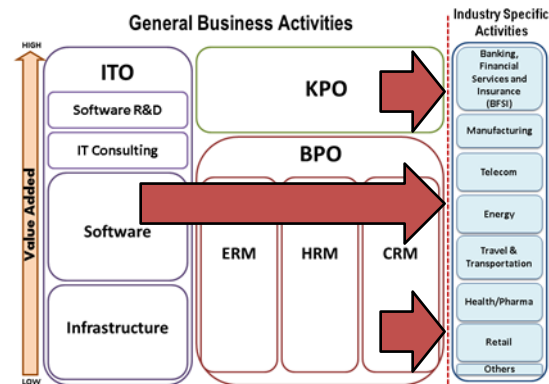 General Business Activities
Industry Specific
Activities
HIGH
Value Added
LOW
ITO
Software R&D
IT Consulting
Software
Infrastructure
KPO
BPO
ERM
HRM
CRM
Banking,
Financial
Services and
Insurance
(BFSI)
Manufacturing
Telecom
Energy
Travel &
Transportation
Health/Pharma
Retail
Others